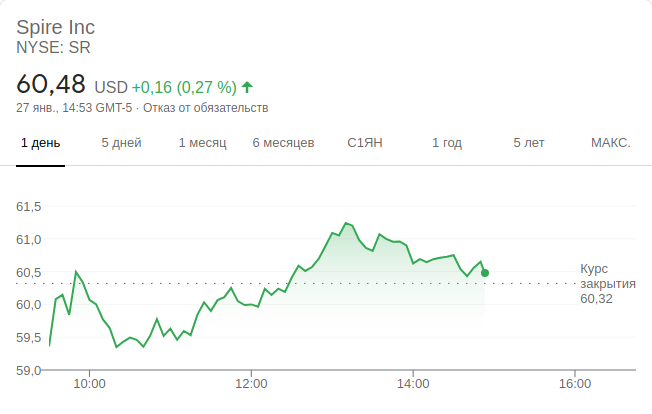 Spire Inc
NYSE: SR
60,48 USD +0,16 (0,27 %)
27 янв., 14:53 GMT-5 · Отказ от обязательств
1 день 5 дней 1 месяц 6 месяцев С1ЯН 1 год 5 лет МАКС.
61,5
61,0
60,5
60,0
59,5
59,0
Курс
закрытия
60,32
10:00 12:00 14:00 16:00